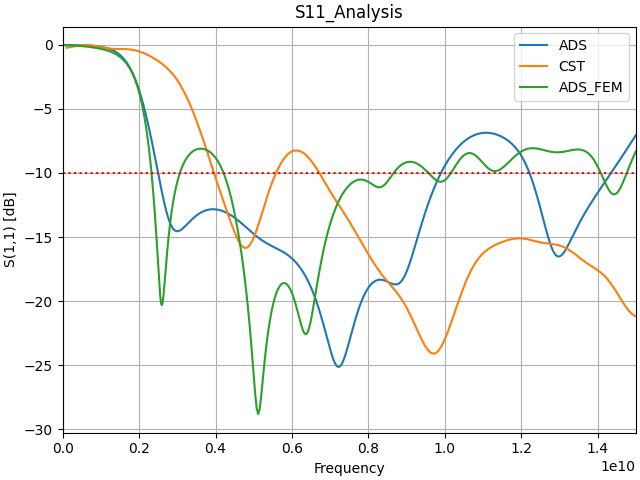 S11_Analysis
ADS
CST
ADS_FEM
S(1,1) [dB]
0
−5
−10
−15
−20
−25
−30
0.0 0.2 0.4 0.6 0.8 1.0 1.2 1.4
1e10
Frequency